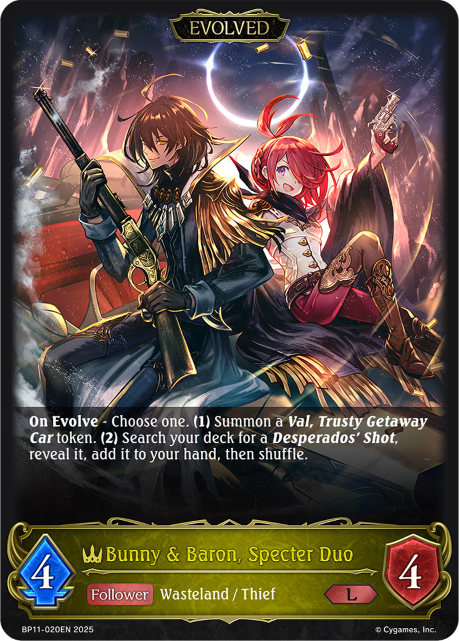 EVOLVED
On Evolve - Choose one. (1) Summon a Val, Trusty Getaway
Car token. (2) Search your deck for a Desperados' Shot,
reveal it, add it to your hand, then shuffle.
4
Bunny & Baron, Specter Duo
4
Follower
Wasteland / Thief
L
BP11-020EN 2025
© Cygames, Inc.